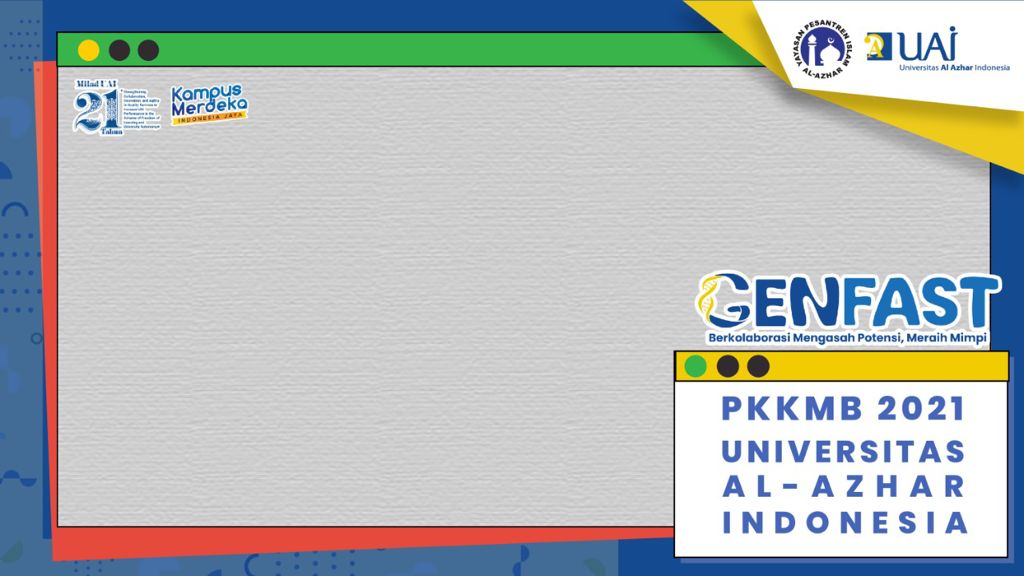 YAYASAN PESANTREN ISLAM
AL-AZHAR
UAI
Universitas Al Azhar Indonesia
Milad UAI
21
Tahun
Kampus
Merdeka
INDONESIA JAYA
GENFAST
Berkolaborasi Mengasah Potensi, Meraih Mimpi
PKKMB 2021
UNIVERSITAS
AL-AZHAR
INDONESIA